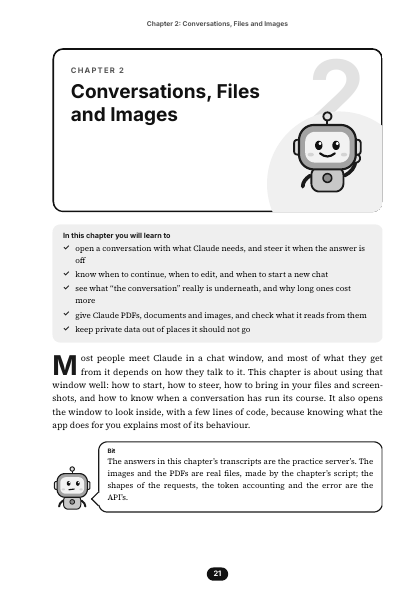 Chapter 2: Conversations, Files and Images
2
CHAPTER 2
Conversations, Files
and Images
In this chapter you will learn to
✓ open a conversation with what Claude needs, and steer it when the answer is
off
✓ know when to continue, when to edit, and when to start a new chat
✓ see what “the conversation” really is underneath, and why long ones cost
more
✓ give Claude PDFs, documents and images, and check what it reads from them
✓ keep private data out of places it should not go
Most people meet Claude in a chat window, and most of what they get
from it depends on how they talk to it. This chapter is about using that
window well: how to start, how to steer, how to bring in your files and screen-
shots, and how to know when a conversation has run its course. It also opens
the window to look inside, with a few lines of code, because knowing what the
app does for you explains most of its behaviour.
Bit
The answers in this chapter’s transcripts are the practice server’s. The
images and the PDFs are real files, made by the chapter’s script; the
shapes of the requests, the token accounting and the error are the
API’s.
21